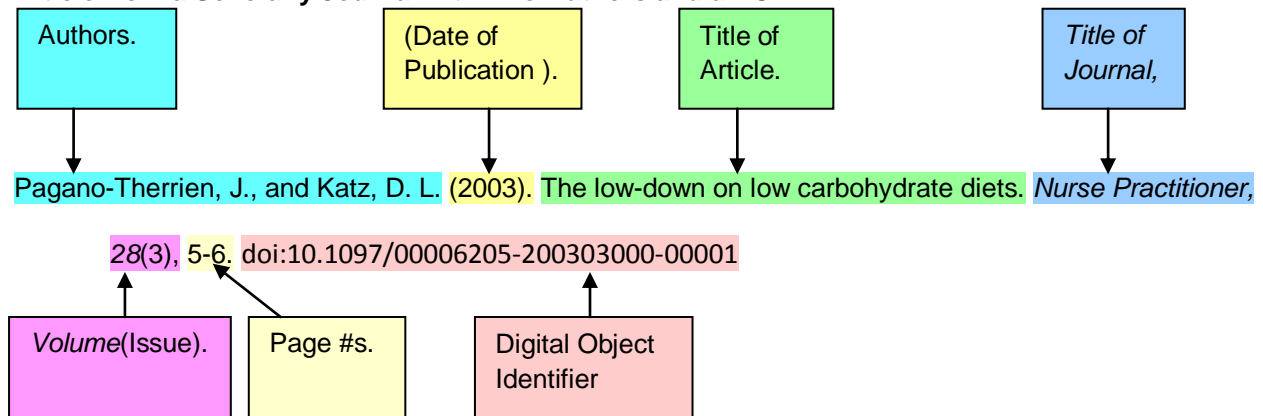 Authors.
(Date of
Publication ).
Title of
Article.
Title of
Journal,
Pagano-Therrien, J., and Katz, D. L. (2003). The low-down on low carbohydrate diets. Nurse Practitioner,
28(3), 5-6. doi:10.1097/00006205-200303000-00001
Volume(Issue).
Page #s.
Digital Object
Identifier